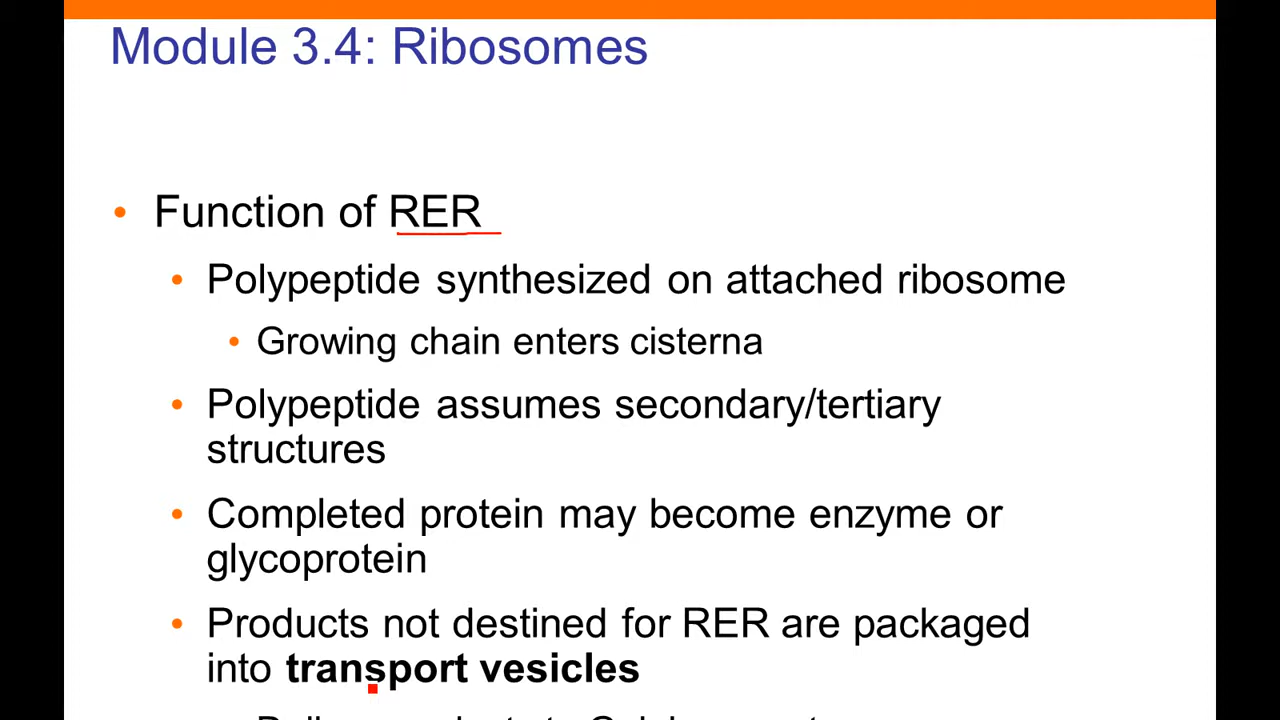 Module 3.4: Ribosomes
• Function of RER
• Polypeptide synthesized on attached ribosome
• Growing chain enters cisterna
• Polypeptide assumes secondary/tertiary
structures
• Completed protein may become enzyme or
glycoprotein
• Products not destined for RER are packaged
into transport vesicles